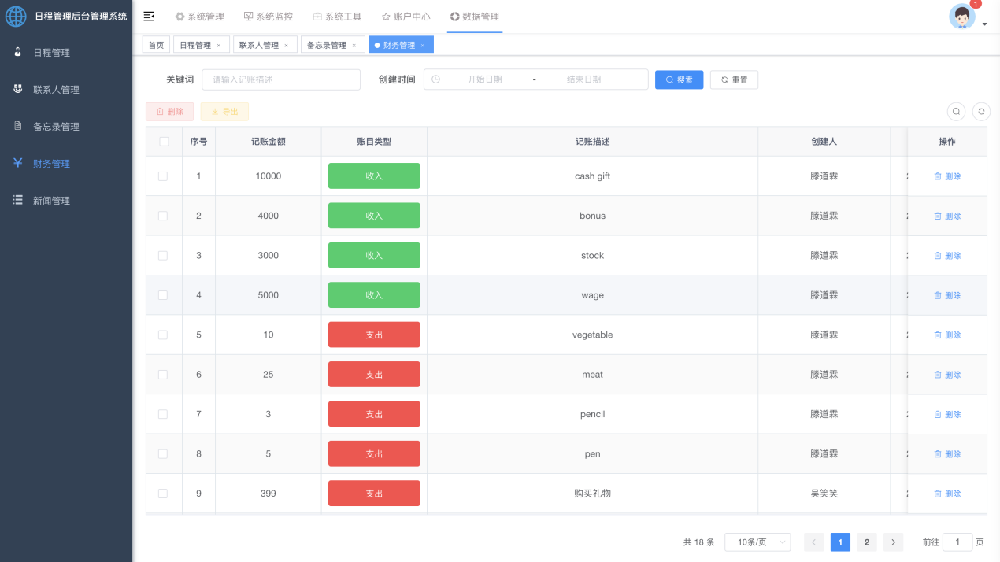 日程管理后台管理系统
系统管理 系统监控 系统工具 账户中心 数据管理
1
首页 日程管理 × 联系人管理 × 备忘录管理 × 财务管理 ×
日程管理
联系人管理
备忘录管理
财务管理
新闻管理
关键词 请输入记账描述 创建时间 开始日期 - 结束日期 搜索 重置
删除 导出
序号 记账金额 账目类型 记账描述 创建人 操作
1 10000 收入 cash gift 滕道霖 删除
2 4000 收入 bonus 滕道霖 删除
3 3000 收入 stock 滕道霖 删除
4 5000 收入 wage 滕道霖 删除
5 10 支出 vegetable 滕道霖 删除
6 25 支出 meat 滕道霖 删除
7 3 支出 pencil 滕道霖 删除
8 5 支出 pen 滕道霖 删除
9 399 支出 购买礼物 吴笑笑 删除
共 18 条 10条/页 1 2 前往 1 页